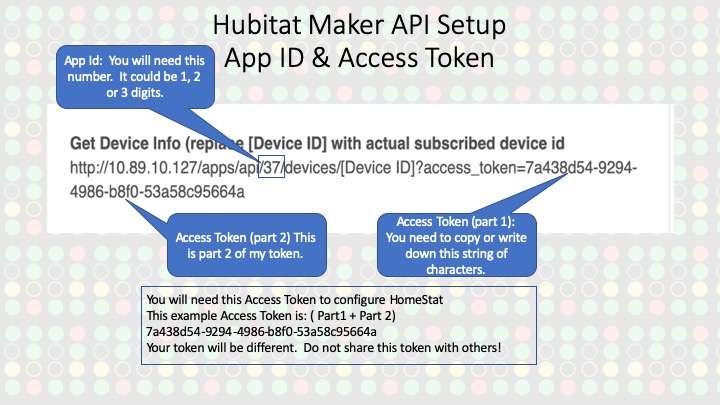 Hubitat Maker API Setup
App ID & Access Token
App Id:  You will need this
number.  It could be 1, 2
or 3 digits.
Get Device Info (replace [Device ID] with actual subscribed device id
http://10.89.10.127/apps/api/37/devices/[Device ID]?access_token=7a438d54-9294-
4986-b8f0-53a58c95664a
Access Token (part 2) This
is part 2 of my token.
Access Token (part 1):
You need to copy or write
down this string of
characters.
You will need this Access Token to configure HomeStat
This example Access Token is: ( Part1 + Part 2)
7a438d54-9294-4986-b8f0-53a58c95664a
Your token will be different.  Do not share this token with others!